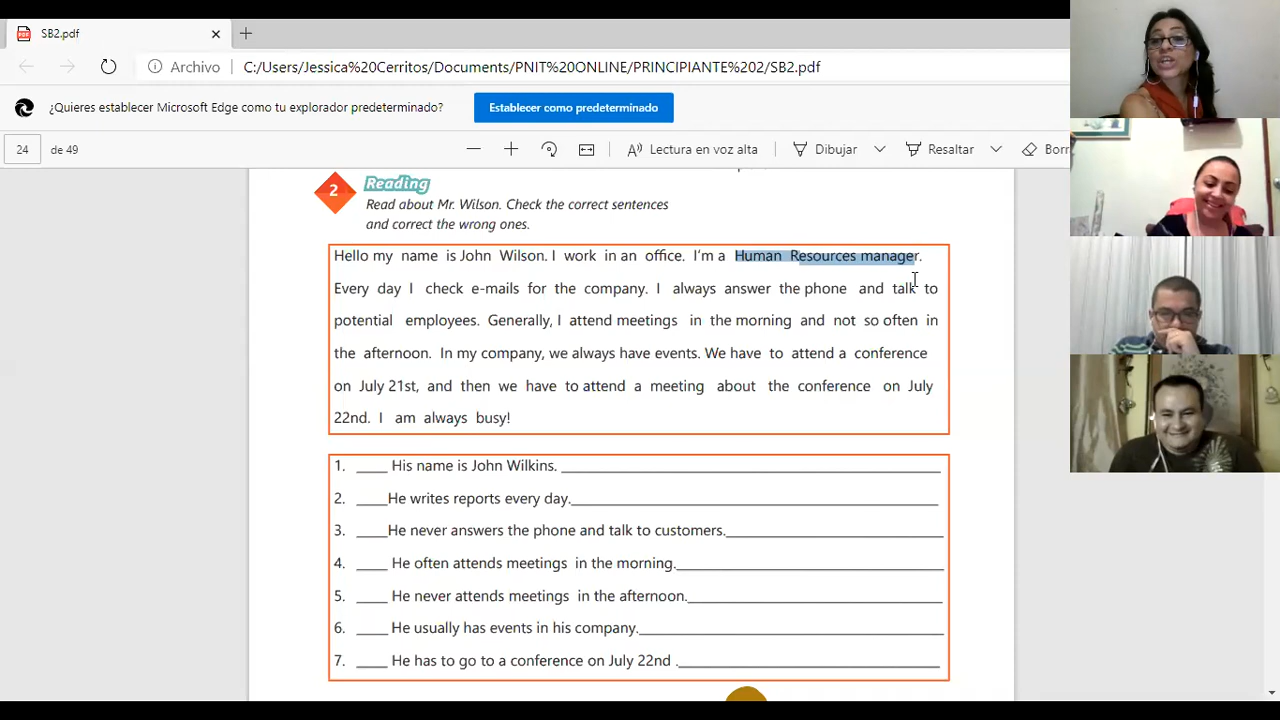 SB2.pdf
Archivo C:/Users/Jessica%20Cerritos/Documents/PNIT%20ONLINE/PRINCIPIANTE%202/SB2.pdf
¿Quieres establecer Microsoft Edge como tu explorador predeterminado? Establecer como predeterminado
24 de 49 Lectura en voz alta Dibujar Resaltar Borr
2 Reading
Read about Mr. Wilson. Check the correct sentences
and correct the wrong ones.
Hello my name is John Wilson. I work in an office. I'm a Human Resources manager.
Every day I check e-mails for the company. I always answer the phone and talk to
potential employees. Generally, I attend meetings in the morning and not so often in
the afternoon. In my company, we always have events. We have to attend a conference
on July 21st, and then we have to attend a meeting about the conference on July
22nd. I am always busy!
1. ____ His name is John Wilkins. ____
2. ____He writes reports every day.____
3. ____He never answers the phone and talk to customers.____
4. ____ He often attends meetings in the morning.____
5. ____ He never attends meetings in the afternoon.____
6. ____ He usually has events in his company.____
7. ____ He has to go to a conference on July 22nd .____